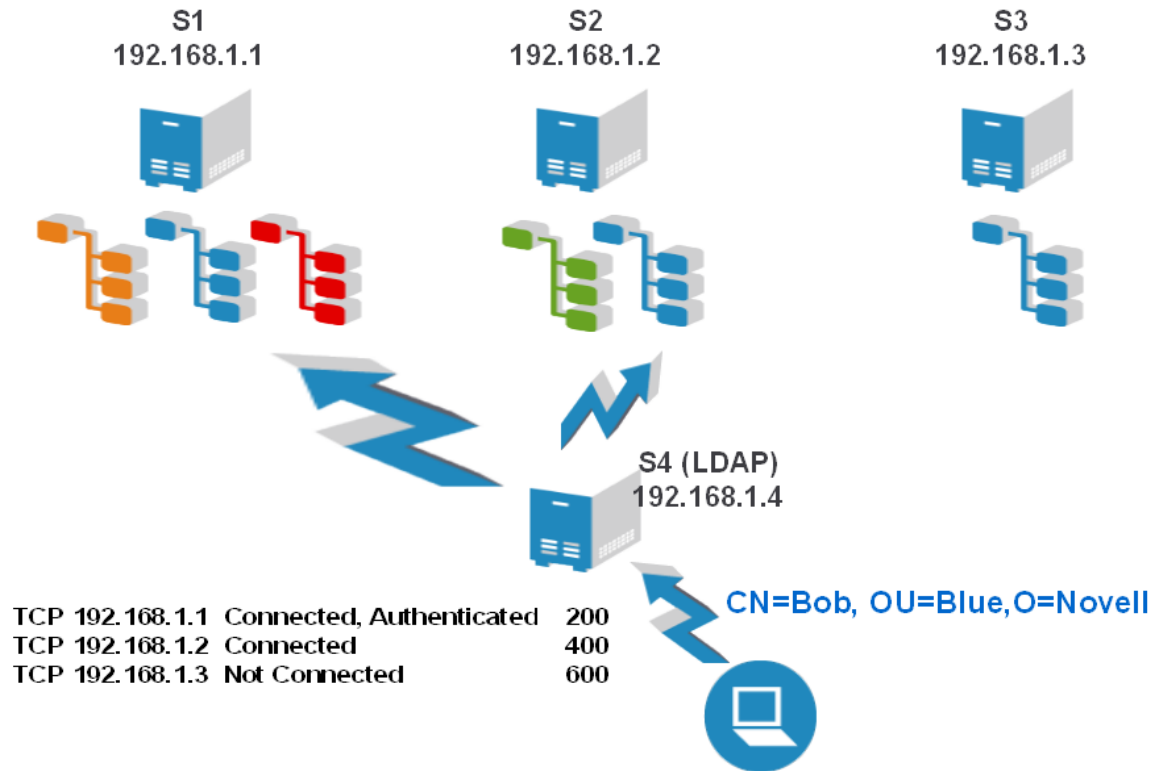 S1
192.168.1.1
S2
192.168.1.2
S3
192.168.1.3
S4 (LDAP)
192.168.1.4
CN=Bob, OU=Blue,O=Novell
TCP 192.168.1.1 Connected, Authenticated 200
TCP 192.168.1.2 Connected 400
TCP 192.168.1.3 Not Connected 600